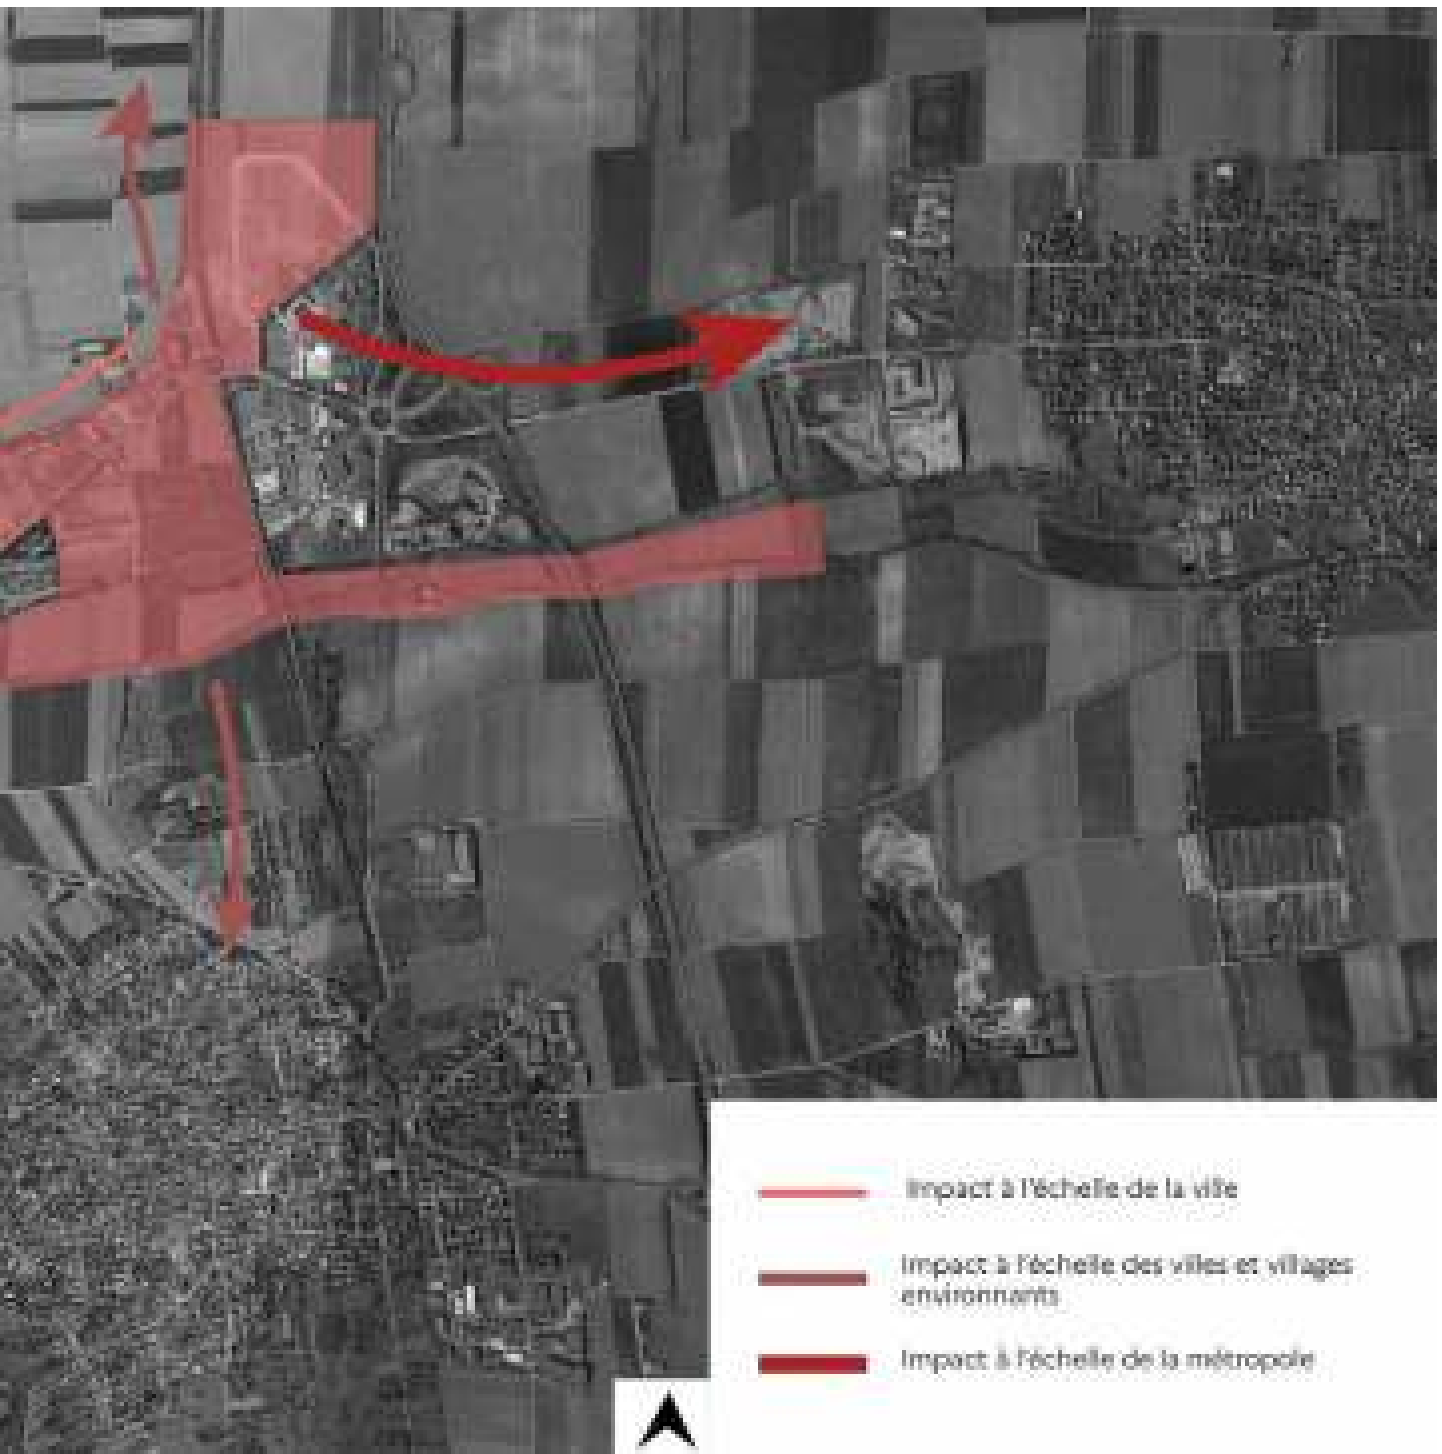 Impact à l'échelle de la ville
Impact à l'échelle des villes et villages
environnants
Impact à l'échelle de la métropole